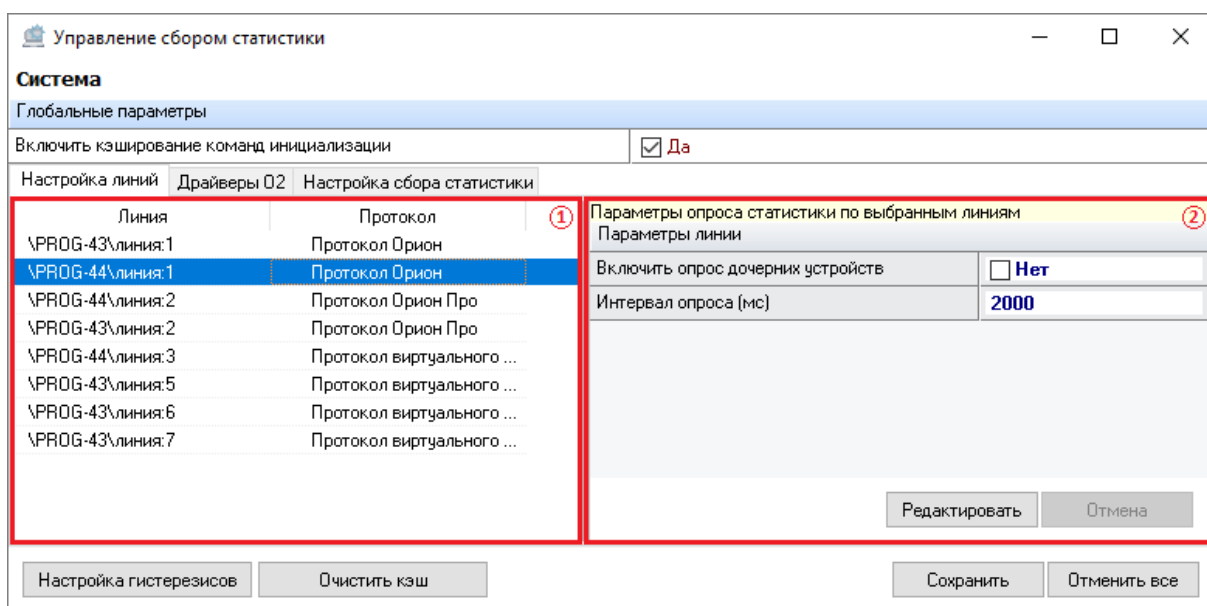 Управление сбором статистики
Система
Глобальные параметры
Включить кэширование команд инициализации Да
Настройка линий Драйверы О2 Настройка сбора статистики
Линия Протокол 1
\PROG-43\линия:1 Протокол Орион
\PROG-44\линия:1 Протокол Орион
\PROG-44\линия:2 Протокол Орион Про
\PROG-43\линия:2 Протокол Орион Про
\PROG-44\линия:3 Протокол виртуального ...
\PROG-43\линия:5 Протокол виртуального ...
\PROG-43\линия:6 Протокол виртуального ...
\PROG-43\линия:7 Протокол виртуального ...
Параметры опроса статистики по выбранным линиям 2
Параметры линии
Включить опрос дочерних устройств Нет
Интервал опроса (мс) 2000
Редактировать Отмена
Настройка гистерезисов Очистить кэш Сохранить Отменить все